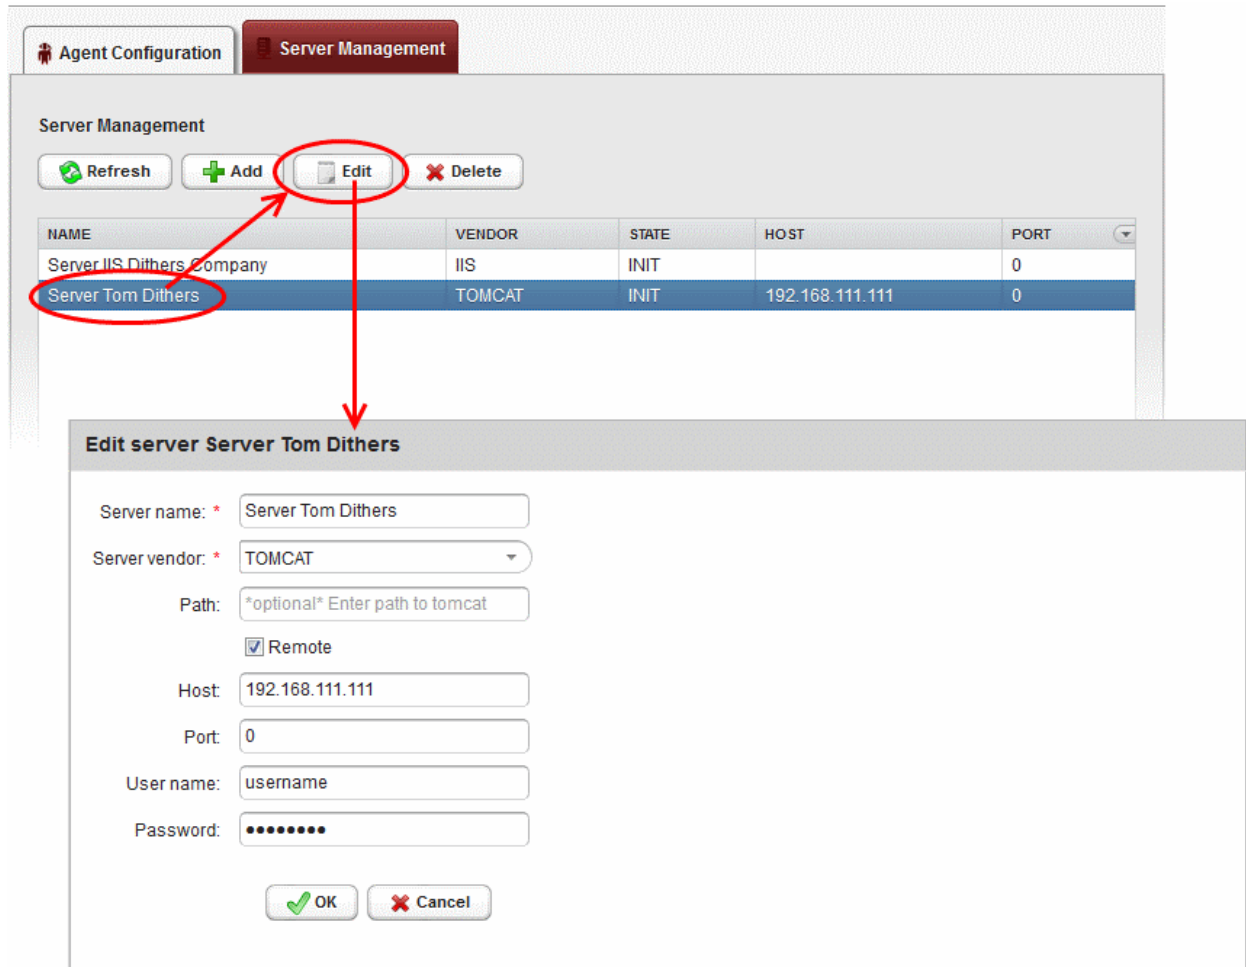 Agent Configuration Server Management
Server Management
Refresh Add Edit Delete
NAME VENDOR STATE HOST PORT
Server IIS Dithers Company IIS INIT 0
Server Tom Dithers TOMCAT INIT 192.168.111.111 0
Edit server Server Tom Dithers
Server name: * Server Tom Dithers
Server vendor: * TOMCAT
Path: *optional* Enter path to tomcat
Remote
Host: 192.168.111.111
Port: 0
User name: username
Password: ••••••••
OK Cancel